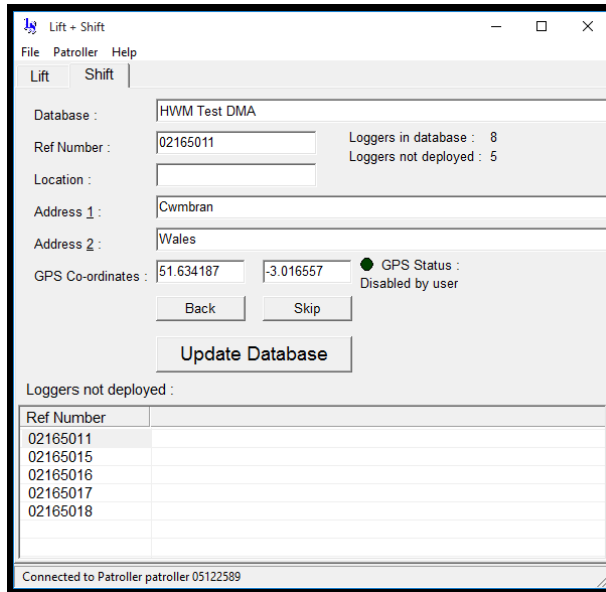 Lift + Shift
File Patroller Help
Lift Shift
Database : HWM Test DMA
Ref Number : 02165011 Loggers in database : 8
Loggers not deployed : 5
Location :
Address 1 : Cwmbran
Address 2 : Wales
GPS Co-ordinates : 51.634187 -3.016557 GPS Status :
Disabled by user
Back Skip
Update Database
Loggers not deployed :
Ref Number
02165011
02165015
02165016
02165017
02165018
Connected to Patroller patroller 05122589